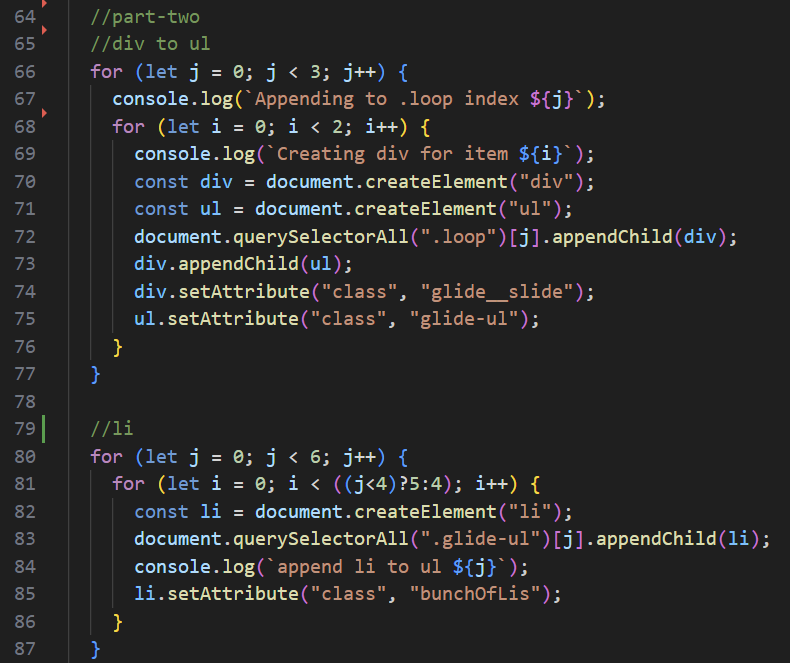 64 //part-two
65 //div to ul
66 for (let j = 0; j < 3; j++) {
67 console.log(`Appending to .loop index ${j}`);
68 for (let i = 0; i < 2; i++) {
69 console.log(`Creating div for item ${i}`);
70 const div = document.createElement("div");
71 const ul = document.createElement("ul");
72 document.querySelectorAll(".loop")[j].appendChild(div);
73 div.appendChild(ul);
74 div.setAttribute("class", "glide__slide");
75 ul.setAttribute("class", "glide-ul");
76 }
77 }
78
79 //li
80 for (let j = 0; j < 6; j++) {
81 for (let i = 0; i < ((j<4)?5:4); i++) {
82 const li = document.createElement("li");
83 document.querySelectorAll(".glide-ul")[j].appendChild(li);
84 console.log(`append li to ul ${j}`);
85 li.setAttribute("class", "bunchOfLis");
86 }
87 }